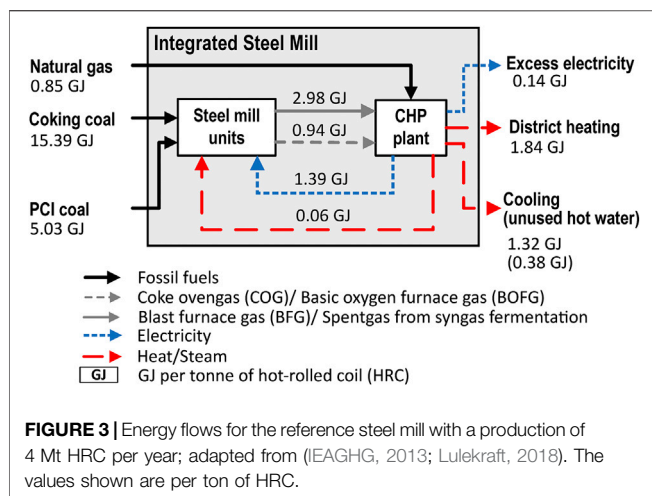 Integrated Steel Mill
Natural gas
0.85 GJ
Coking coal
15.39 GJ
PCI coal
5.03 GJ
Steel mill
units
2.98 GJ
0.94 GJ
CHP
plant
1.39 GJ
0.06 GJ
Excess electricity
0.14 GJ
District heating
1.84 GJ
Cooling
(unused hot water)
1.32 GJ
(0.38 GJ)
Fossil fuels
Coke ovengas (COG)/ Basic oxygen furnace gas (BOFG)
Blast furnace gas (BFG)/ Spentgas from syngas fermentation
Electricity
Heat/Steam
GJ GJ per tonne of hot-rolled coil (HRC)
FIGURE 3 | Energy flows for the reference steel mill with a production of
4 Mt HRC per year; adapted from (IEAGHG, 2013; Lulekraft, 2018). The
values shown are per ton of HRC.